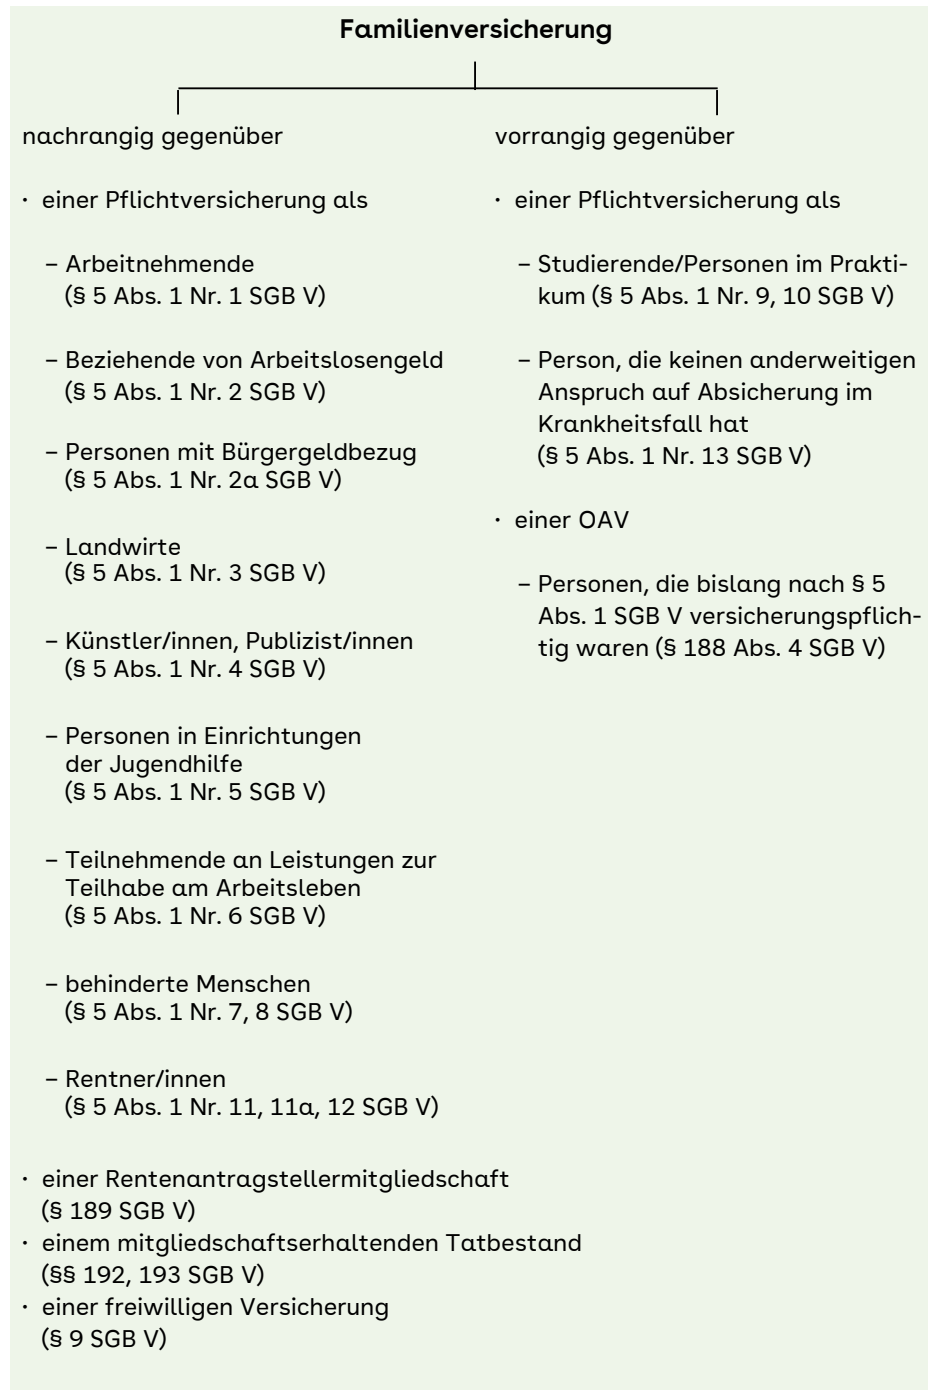 Familienversicherung
nachrangig gegenüber
· einer Pflichtversicherung als
– Arbeitnehmende
(§ 5 Abs. 1 Nr. 1 SGB V)
– Beziehende von Arbeitslosengeld
(§ 5 Abs. 1 Nr. 2 SGB V)
– Personen mit Bürgergeldbezug
(§ 5 Abs. 1 Nr. 2a SGB V)
– Landwirte
(§ 5 Abs. 1 Nr. 3 SGB V)
– Künstler/innen, Publizist/innen
(§ 5 Abs. 1 Nr. 4 SGB V)
– Personen in Einrichtungen
der Jugendhilfe
(§ 5 Abs. 1 Nr. 5 SGB V)
– Teilnehmende an Leistungen zur
Teilhabe am Arbeitsleben
(§ 5 Abs. 1 Nr. 6 SGB V)
– behinderte Menschen
(§ 5 Abs. 1 Nr. 7, 8 SGB V)
– Rentner/innen
(§ 5 Abs. 1 Nr. 11, 11a, 12 SGB V)
· einer Rentenantragstellermitgliedschaft
(§ 189 SGB V)
· einem mitgliedschaftserhaltenden Tatbestand
(§§ 192, 193 SGB V)
· einer freiwilligen Versicherung
(§ 9 SGB V)
vorrangig gegenüber
· einer Pflichtversicherung als
– Studierende/Personen im Prakti-
kum (§ 5 Abs. 1 Nr. 9, 10 SGB V)
– Person, die keinen anderweitigen
Anspruch auf Absicherung im
Krankheitsfall hat
(§ 5 Abs. 1 Nr. 13 SGB V)
· einer OAV
– Personen, die bislang nach § 5
Abs. 1 SGB V versicherungspflich-
tig waren (§ 188 Abs. 4 SGB V)